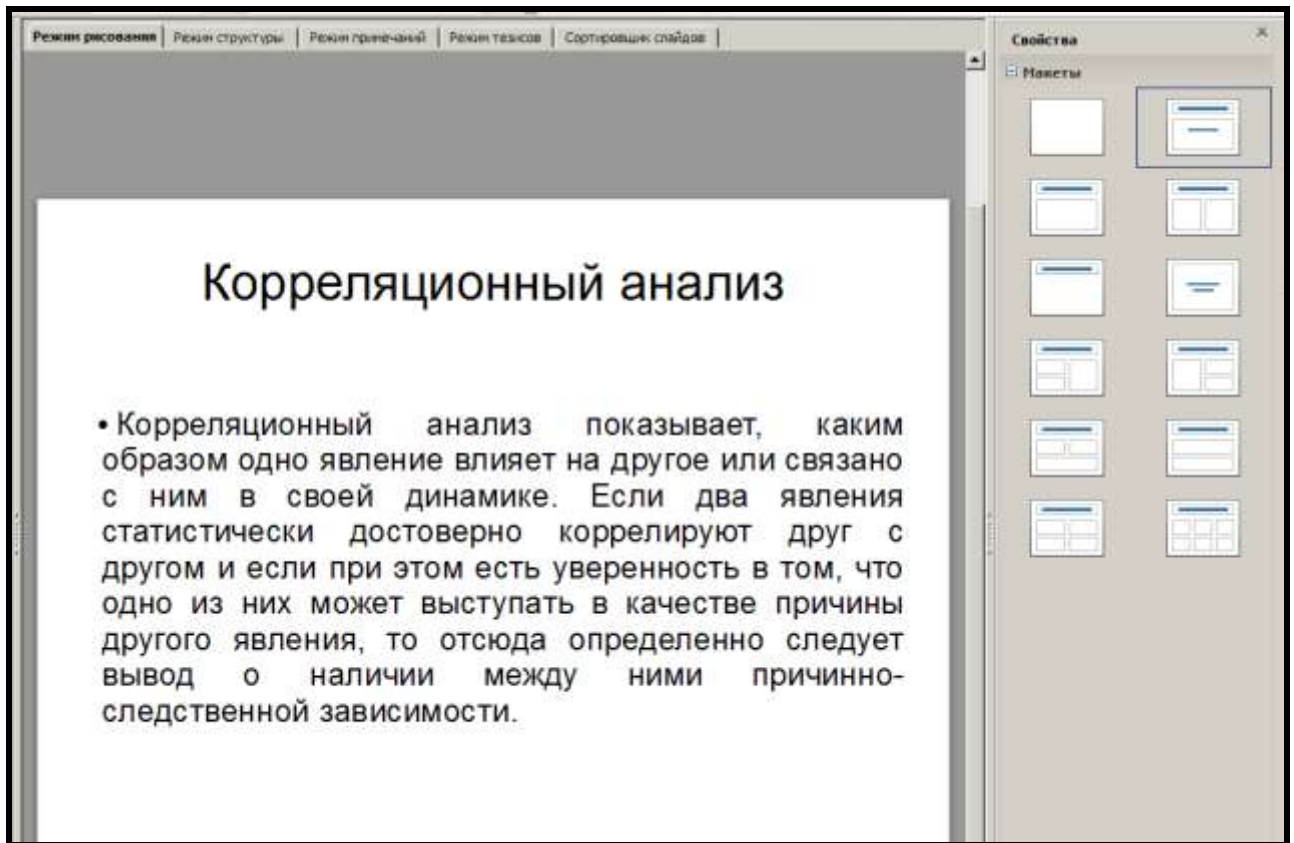 Режим рисования Режим структуры Режим примечаний Режим тезисов Сортировщик слайдов
Свойства
Макеты
Корреляционный анализ
• Корреляционный анализ показывает, каким
образом одно явление влияет на другое или связано
с ним в своей динамике. Если два явления
статистически достоверно коррелируют друг с
другом и если при этом есть уверенность в том, что
одно из них может выступать в качестве причины
другого явления, то отсюда определенно следует
вывод о наличии между ними причинно-
следственной зависимости.